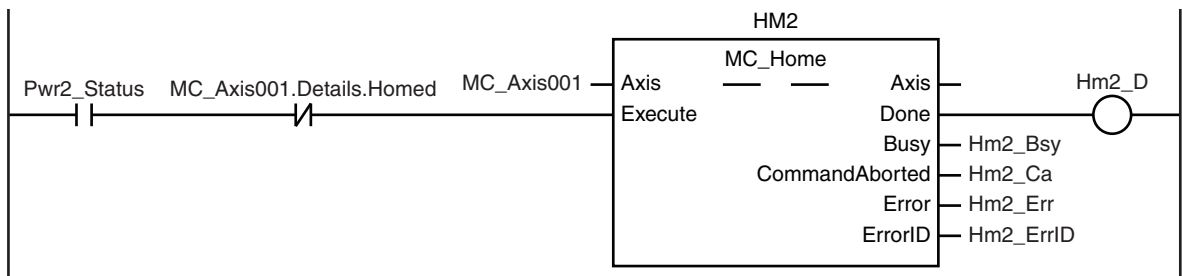 HM2
MC_Home
Pwr2_Status MC_Axis001.Details.Homed MC_Axis001 Axis Axis Hm2_D
Execute Done
Busy Hm2_Bsy
CommandAborted Hm2_Ca
Error Hm2_Err
ErrorID Hm2_ErrID